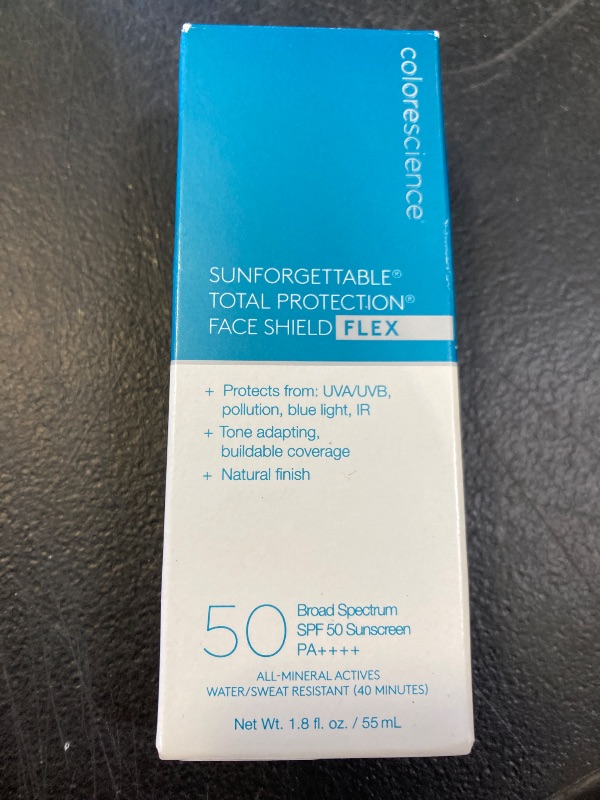 colorescience
SUNFORGETTABLE®
TOTAL PROTECTION®
FACE SHIELD FLEX
+ Protects from: UVA/UVB,
pollution, blue light, IR
+ Tone adapting,
buildable coverage
+ Natural finish
50
Broad Spectrum
SPF 50 Sunscreen
PA++++
ALL-MINERAL ACTIVES
WATER/SWEAT RESISTANT (40 MINUTES)
Net Wt. 1.8 fl. oz. / 55 mL